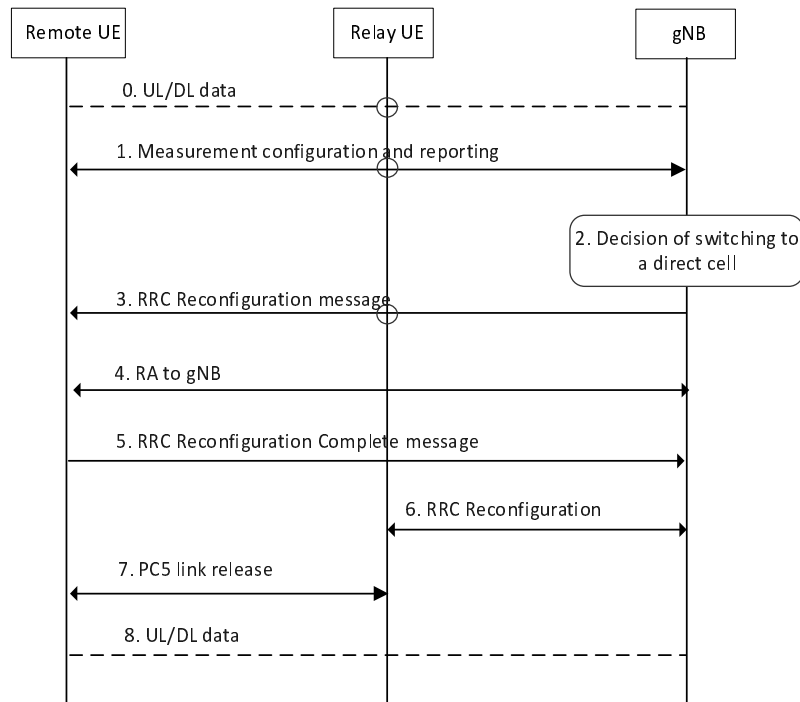 Remote UE
Relay UE
gNB
0. UL/DL data
1. Measurement configuration and reporting
2. Decision of switching to
a direct cell
3. RRC Reconfiguration message
4. RA to gNB
5. RRC Reconfiguration Complete message
6. RRC Reconfiguration
7. PC5 link release
8. UL/DL data